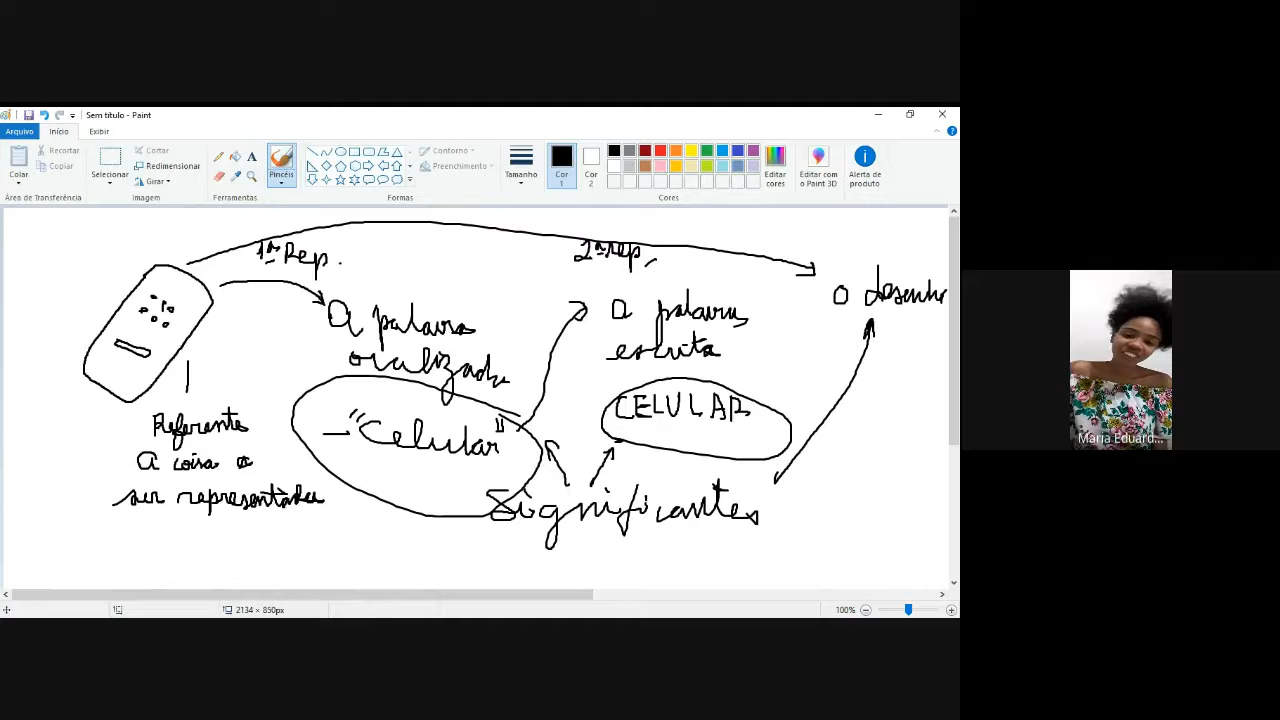 Sem título - Paint
Arquivo
Início
Exibir
Colar
Recortar
Copiar
Área de Transferência
Selecionar
Cortar
Redimensionar
Girar
Imagem
A
Ferramentas
Pincéis
Contorno
Preenchimento
Formas
Tamanho
Cor
1
Cor
2
Editar
cores
Cores
Editar com
o Paint 3D
Alerta de
produto
1ª Rep.
2ª rep,
O desenho
A palavra
oralizada
A palavra
escrita
- "Celular"
CELULAR
Referente
A coisa a
ser representada
Significantes
Maria Eduard...
2134 × 850px
100%